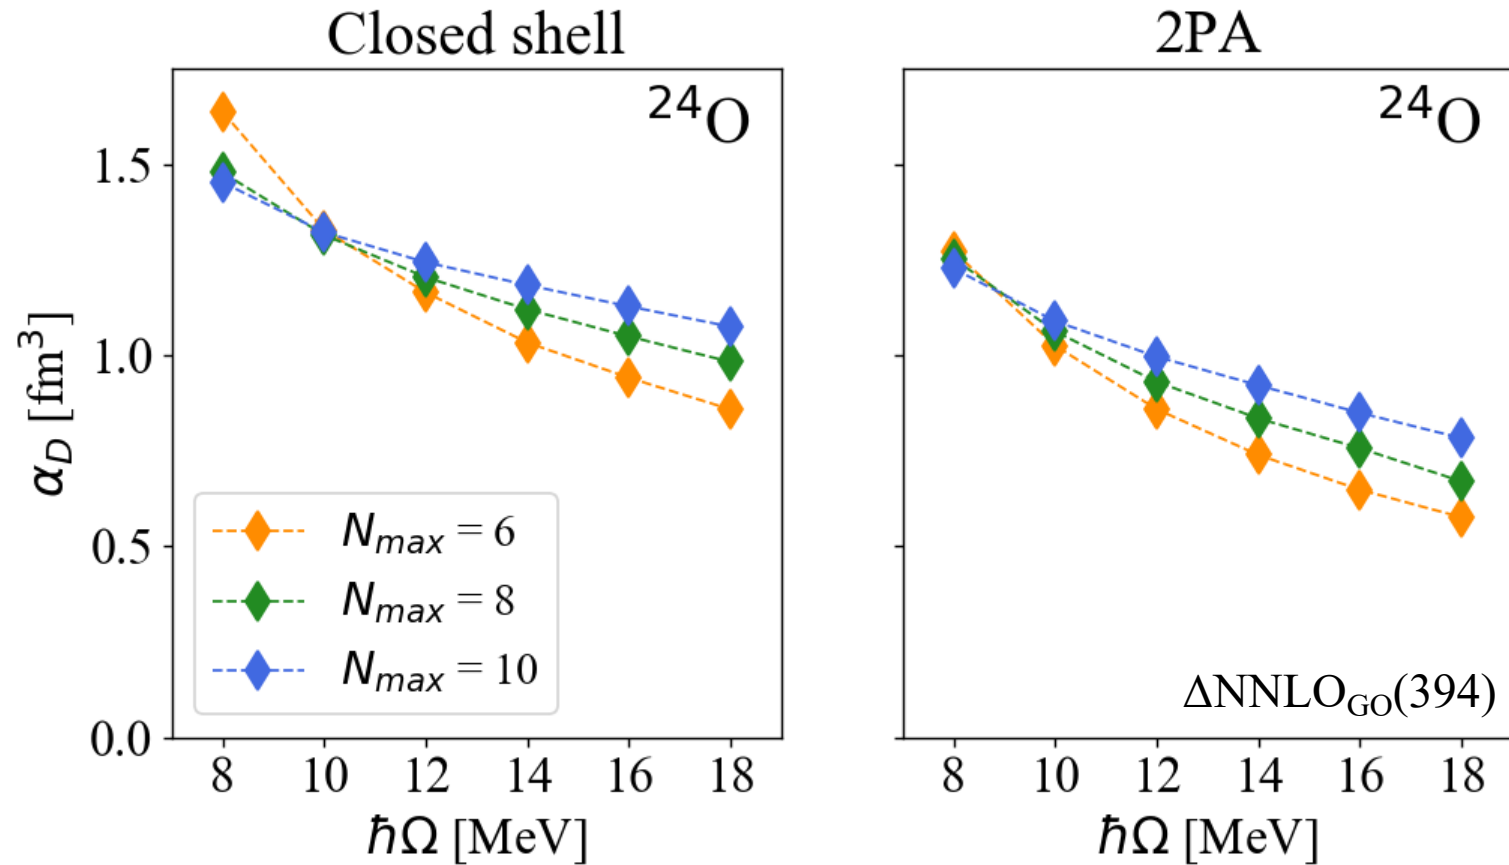 Closed shell
2PA
²⁴O
²⁴O
1.5
1.0
0.5
0.0
α_D [fm³]
N_max = 6
N_max = 8
N_max = 10
ΔNNLO_GO(394)
8 10 12 14 16 18
8 10 12 14 16 18
ℏΩ [MeV]
ℏΩ [MeV]